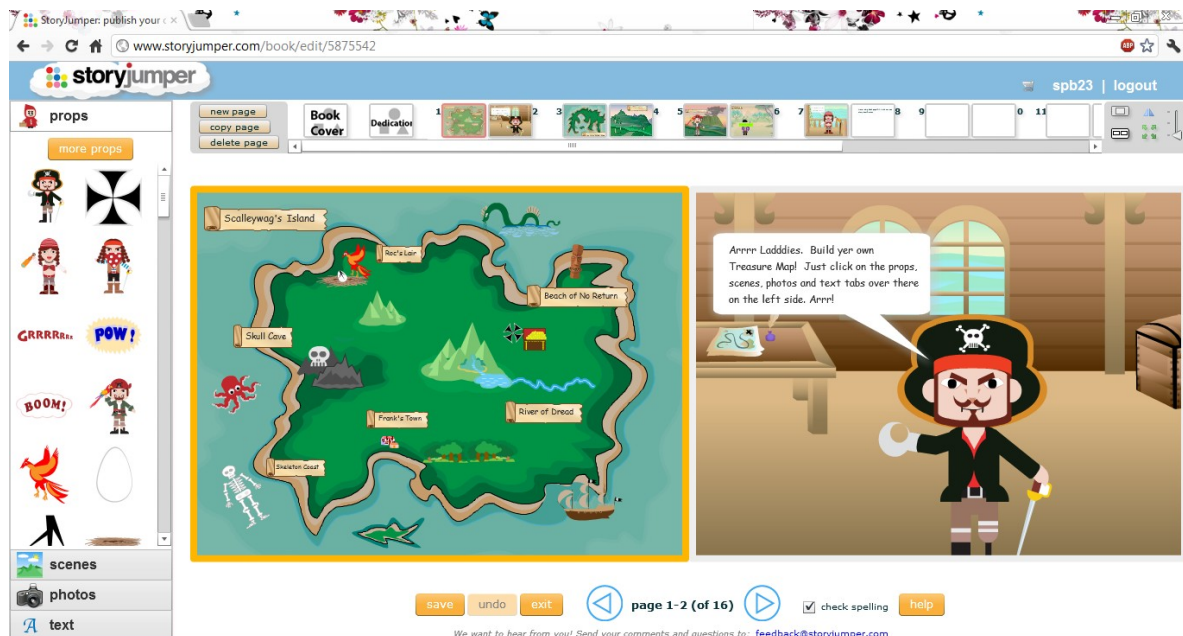 StoryJumper: publish your
www.storyjumper.com/book/edit/5875542
ABP
storyjumper
spb23 | logout
props
more props
new page
copy page
delete page
Book
Cover
Dedication
1
2
3
4
5
6
7
8
9
0
11
GRRRRRrr
POW!
BOOM!
Scalleywag's Island
Roc's Lair
Beach of No Return
Skull Cave
River of Dread
Frank's Town
Skeleton Coast
Arrrr Ladddies. Build yer own
Treasure Map! Just click on the props,
scenes, photos and text tabs over there
on the left side. Arrr!
scenes
photos
A text
save
undo
exit
page 1-2 (of 16)
check spelling
help
We want to hear from you! Send your comments and questions to: feedback@storyjumper.com